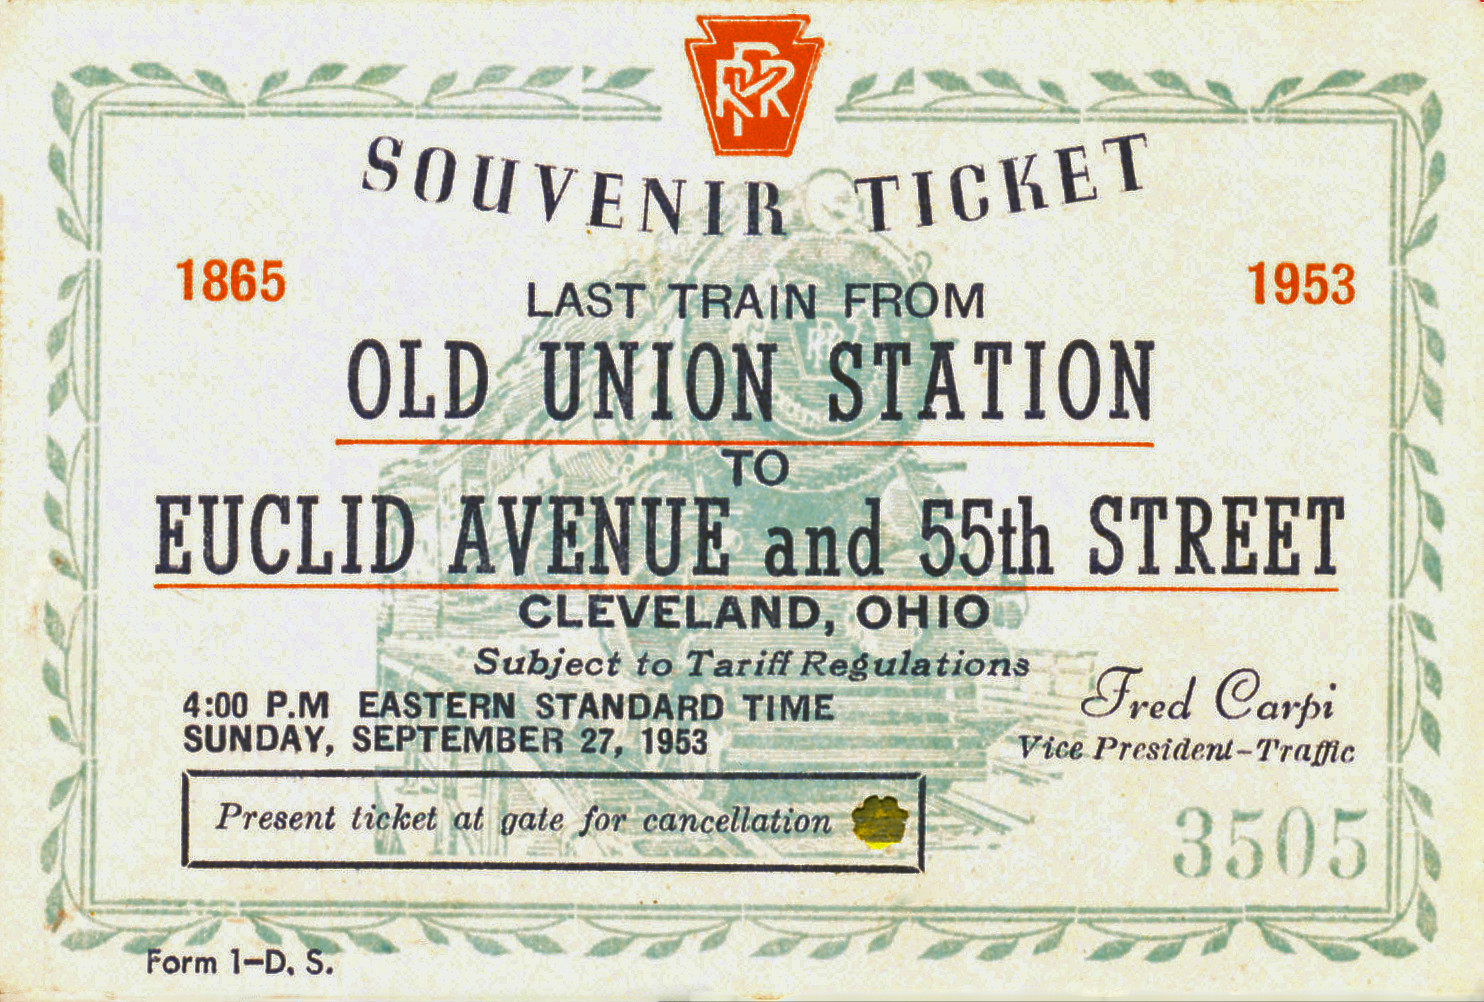 PRR
SOUVENIR TICKET
1865
1953
LAST TRAIN FROM
OLD UNION STATION
TO
EUCLID AVENUE and 55th STREET
CLEVELAND, OHIO
Subject to Tariff Regulations
4:00 P.M EASTERN STANDARD TIME
SUNDAY, SEPTEMBER 27, 1953
Fred Carpi
Vice President-Traffic
Present ticket at gate for cancellation
3505
Form 1-D. S.